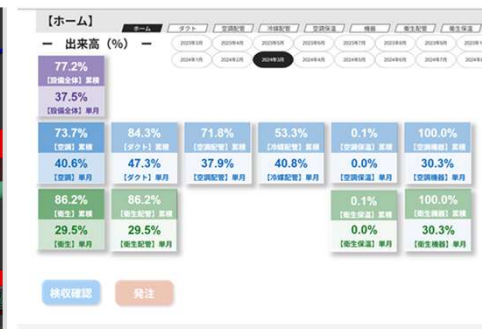 【ホーム】
ホーム ダクト 空調配管 冷媒配管 空調保温 機器 衛生配管 衛生保温
ー 出来高（%） ー
2023年3月 2023年4月 2023年5月 2023年6月 2023年7月 2023年8月 2023年9月
2024年1月 2024年2月 2024年3月 2024年4月 2024年5月 2024年6月 2024年7月
77.2%
【設備全体】累積
37.5%
【設備全体】単月
73.7% 84.3% 71.8% 53.3% 0.1% 100.0%
【空調】累積 【ダクト】累積 【空調配管】累積 【冷媒配管】累積 【空調保温】累積 【空調機器】累積
40.6% 47.3% 37.9% 40.8% 0.0% 30.3%
【空調】単月 【ダクト】単月 【空調配管】単月 【冷媒配管】単月 【空調保温】単月 【空調機器】単月
86.2% 86.2% 0.1% 100.0%
【衛生】累積 【衛生配管】累積 【衛生保温】累積 【衛生機器】累積
29.5% 29.5% 0.0% 30.3%
【衛生】単月 【衛生配管】単月 【衛生保温】単月 【衛生機器】単月
検収確認 発注